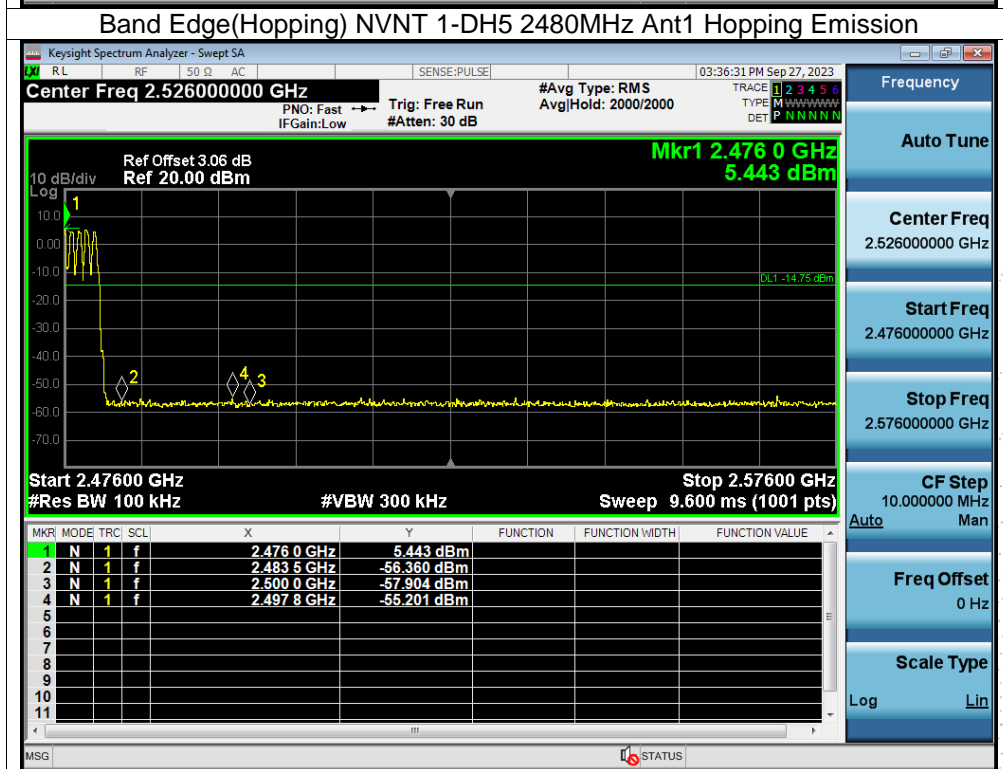 Band Edge(Hopping) NVNT 1-DH5 2480MHz Ant1 Hopping Emission
Keysight Spectrum Analyzer - Swept SA
LXI RL RF 50 Ω AC SENSE:PULSE 03:36:31 PM Sep 27, 2023
Center Freq 2.526000000 GHz #Avg Type: RMS TRACE 1 2 3 4 5 6
PNO: Fast Trig: Free Run Avg|Hold: 2000/2000 TYPE M WWWWW
IFGain:Low #Atten: 30 dB DET P N N N N N
Mkr1 2.476 0 GHz
5.443 dBm
Ref Offset 3.06 dB
10 dB/div Ref 20.00 dBm
Log
1
10.0
0.00
-10.0
DL1 -14.75 dBm
-20.0
-30.0
-40.0
2 4 3
-50.0
-60.0
-70.0
Start 2.47600 GHz Stop 2.57600 GHz
#Res BW 100 kHz #VBW 300 kHz Sweep 9.600 ms (1001 pts)
MKR MODE TRC SCL X Y FUNCTION FUNCTION WIDTH FUNCTION VALUE
1 N 1 f 2.476 0 GHz 5.443 dBm
2 N 1 f 2.483 5 GHz -56.360 dBm
3 N 1 f 2.500 0 GHz -57.904 dBm
4 N 1 f 2.497 8 GHz -55.201 dBm
5
6
7
8
9
10
11
MSG STATUS
Frequency
Auto Tune
Center Freq
2.526000000 GHz
Start Freq
2.476000000 GHz
Stop Freq
2.576000000 GHz
CF Step
10.000000 MHz
Auto Man
Freq Offset
0 Hz
Scale Type
Log Lin